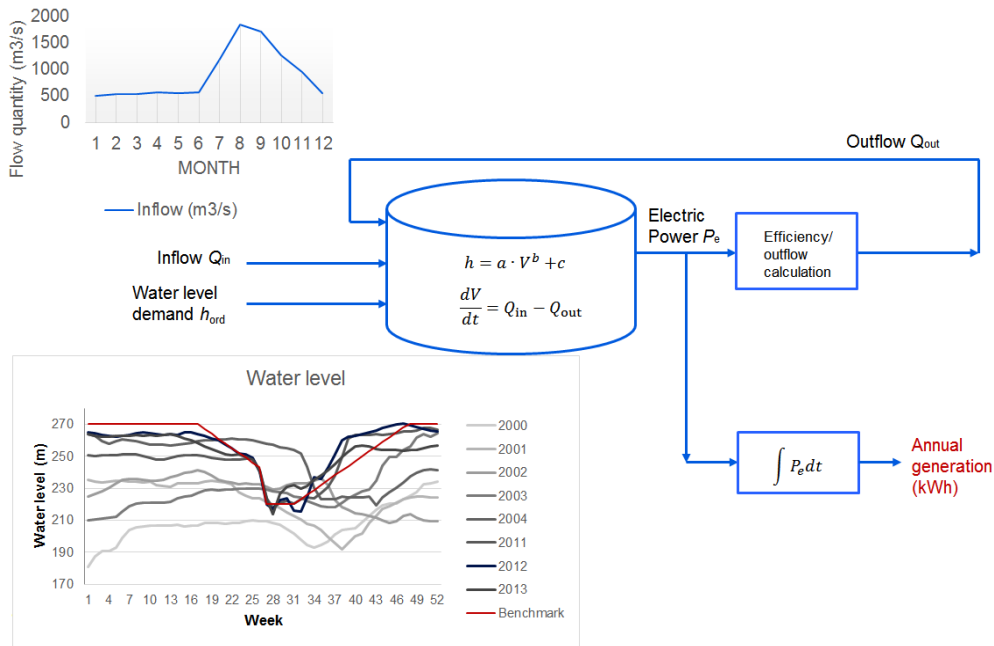 2000
1500
1000
500
0
Flow quantity (m3/s)
1 2 3 4 5 6 7 8 9 10 11 12
MONTH
Inflow (m3/s)
Outflow Qout
Inflow Qin
Water level
demand hord
h = a · V^b + c
dV/dt = Qin − Qout
Electric
Power Pe
Efficiency/
outflow
calculation
∫ Pe dt
Annual
generation
(kWh)
Water level
270
250
230
210
190
170
Water level (m)
1 4 7 10 13 16 19 22 25 28 31 34 37 40 43 46 49 52
Week
2000
2001
2002
2003
2004
2011
2012
2013
Benchmark